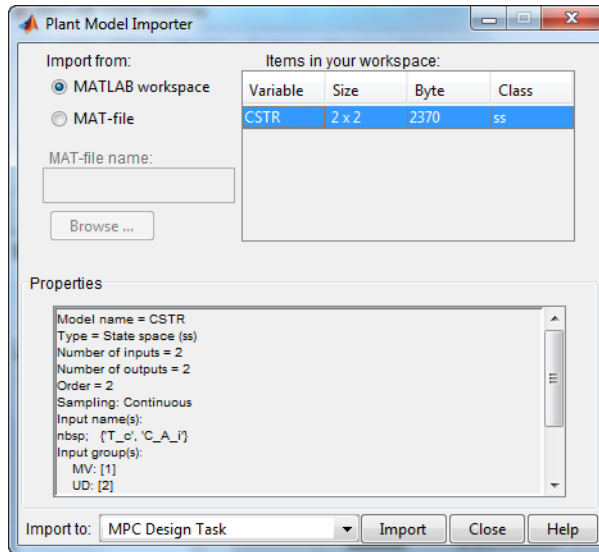 Plant Model Importer
Import from:
MATLAB workspace
MAT-file
MAT-file name:
Browse ...
Items in your workspace:
Variable Size Byte Class
CSTR 2 x 2 2370 ss
Properties
Model name = CSTR
Type = State space (ss)
Number of inputs = 2
Number of outputs = 2
Order = 2
Sampling: Continuous
Input name(s):
nbsp; {'T_c', 'C_A_i'}
Input group(s):
MV: [1]
UD: [2]
Import to: MPC Design Task Import Close Help